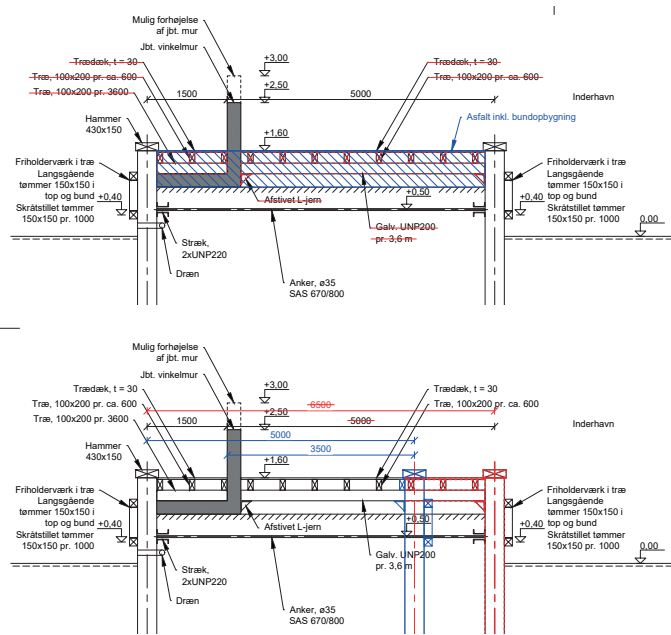 Mulig forhøjelse
af jbt. mur
Jbt. vinkelmur
Trædæk, t = 30
Træ, 100x200 pr. ca. 600
Træ, 100x200 pr. 3600
+3,00
+2,50
Trædæk, t = 30
Træ, 100x200 pr. ca. 600
1500
5000
Inderhavn
Hammer
430x150
+1,60
Asfalt inkl. bundopbygning
Friholderværk i træ
Langsgående
tømmer 150x150 i
top og bund
Skråtstillet tømmer
150x150 pr. 1000
+0,40
Afstivet L-jern
+0,50
Galv. UNP200
pr. 3,6 m
Stræk,
2xUNP220
Dræn
Anker, ø35
SAS 670/800
Friholderværk i træ
Langsgående
tømmer 150x150 i
top og bund
Skråtstillet tømmer
150x150 pr. 1000
+0,40
0,00
Mulig forhøjelse
af jbt. mur
Jbt. vinkelmur
Trædæk, t = 30
Træ, 100x200 pr. ca. 600
Træ, 100x200 pr. 3600
+3,00
+2,50
Trædæk, t = 30
Træ, 100x200 pr. ca. 600
6500
1500
5000
5000
3500
Inderhavn
Hammer
430x150
+1,60
Friholderværk i træ
Langsgående
tømmer 150x150 i
top og bund
Skråtstillet tømmer
150x150 pr. 1000
+0,40
Afstivet L-jern
+0,50
Galv. UNP200
pr. 3,6 m
Stræk,
2xUNP220
Dræn
Anker, ø35
SAS 670/800
Friholderværk i træ
Langsgående
tømmer 150x150 i
top og bund
Skråtstillet tømmer
150x150 pr. 1000
+0,40
0,00